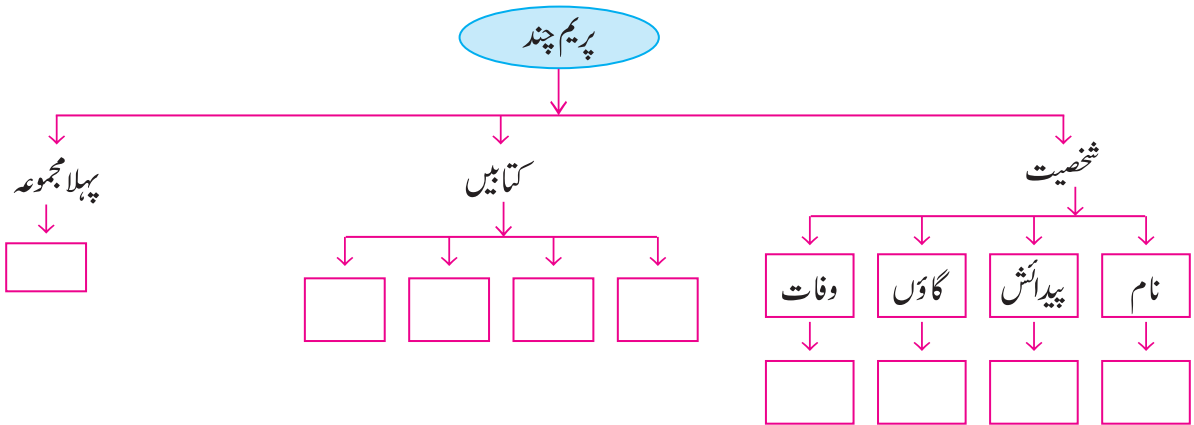 پریم چند
شخصیت
کتابیں
پہلا مجموعہ
نام
پیدائش
گاؤں
وفات